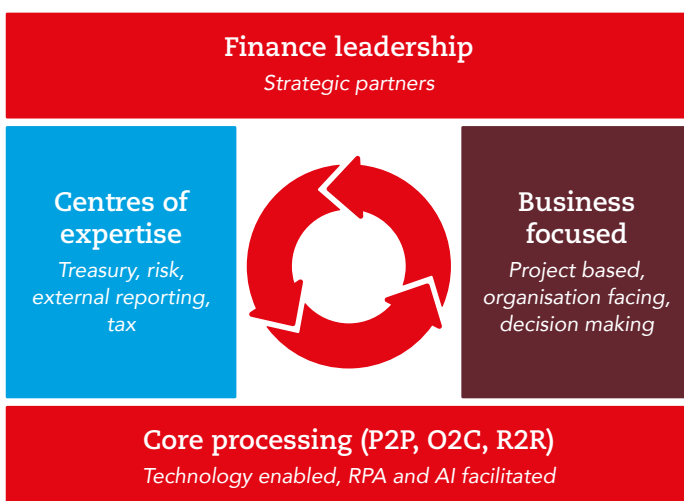 Finance leadership
Strategic partners
Centres of
expertise
Treasury, risk,
external reporting,
tax
Business
focused
Project based,
organisation facing,
decision making
Core processing (P2P, O2C, R2R)
Technology enabled, RPA and AI facilitated